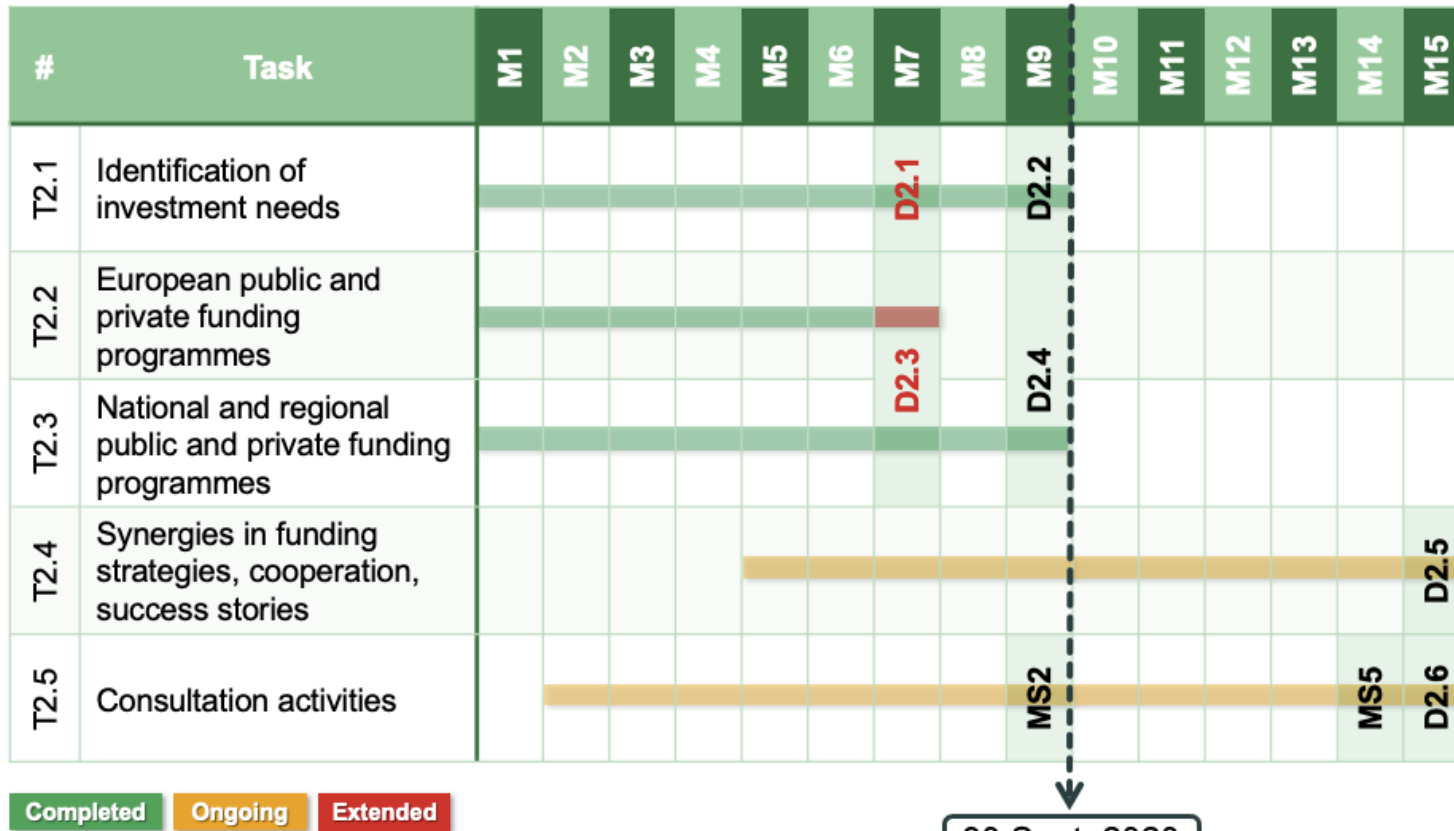 # Task M1 M2 M3 M4 M5 M6 M7 M8 M9 M10 M11 M12 M13 M14 M15
T2.1
Identification of
investment needs
D2.1
D2.2
T2.2
European public and
private funding
programmes
D2.3
D2.4
T2.3
National and regional
public and private funding
programmes
T2.4
Synergies in funding
strategies, cooperation,
success stories
D2.5
T2.5
Consultation activities
MS2
MS5
D2.6
Completed Ongoing Extended